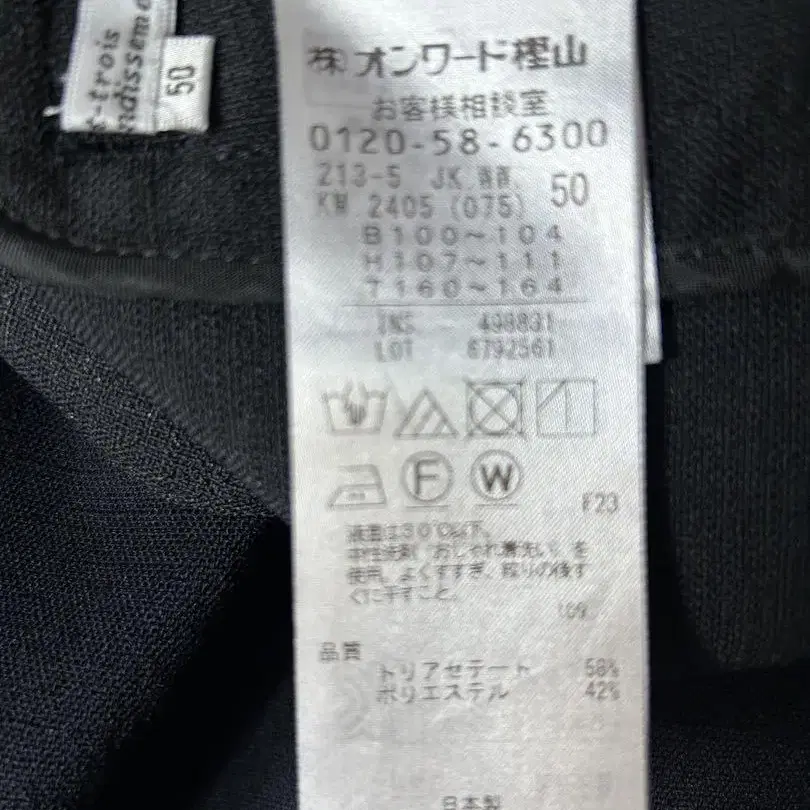 t-trois
ndisseme
50
㈱オンワード樫山
お客様相談室
0120-58-6300
213-5 JK 50
KW 2405 (075)
B100～104
H107～111
T160～164
INS 498831
LOT 6792561
F
W
F23
液温は30℃以下。
中性洗剤（おしゃれ着洗い）を
使用。よくすすぎ、絞りの後す
ぐに干すこと。
109
品質
トリアセテート 58%
ポリエステル 42%
日本製